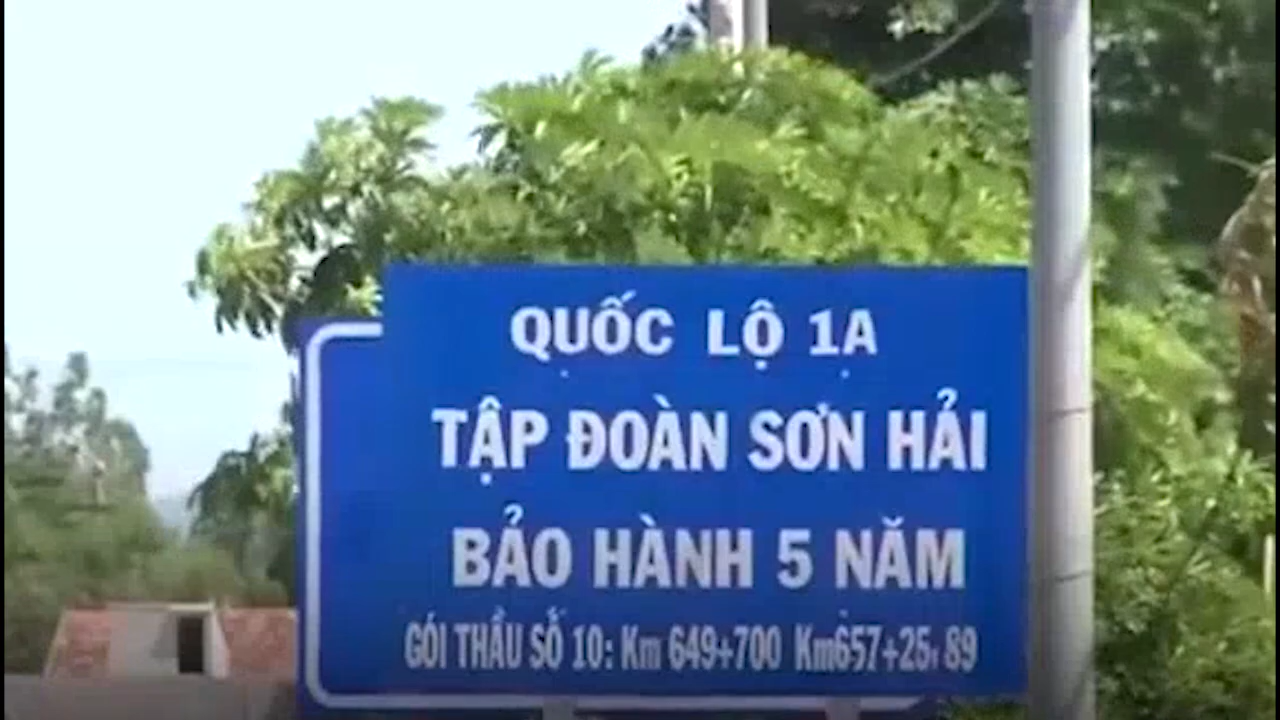 QUỐC LỘ 1A
TẬP ĐOÀN SƠN HẢI
BẢO HÀNH 5 NĂM
GÓI THẦU SỐ 10: Km 649+700 Km657+25,89